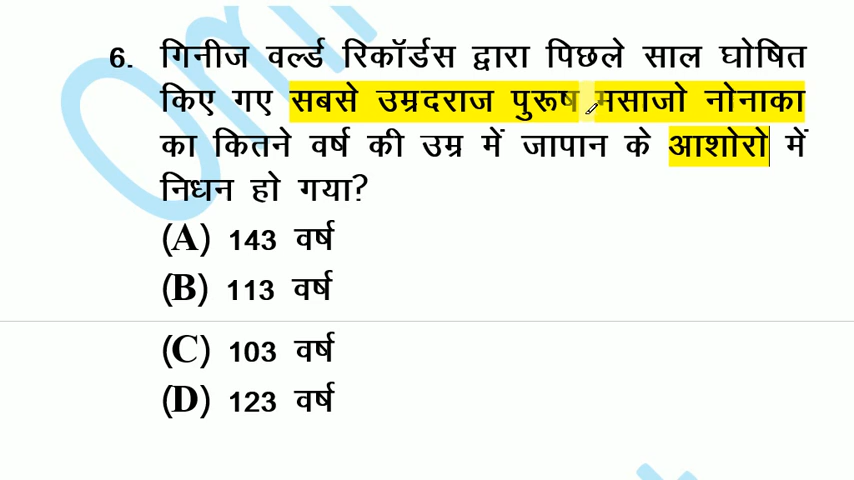 6. गिनीज वर्ल्ड रिकॉर्डस द्वारा पिछले साल घोषित
किए गए सबसे उम्रदराज पुरूष मसाजो नोनाका
का कितने वर्ष की उम्र में जापान के आशोरो में
निधन हो गया?
(A) 143 वर्ष
(B) 113 वर्ष
(C) 103 वर्ष
(D) 123 वर्ष